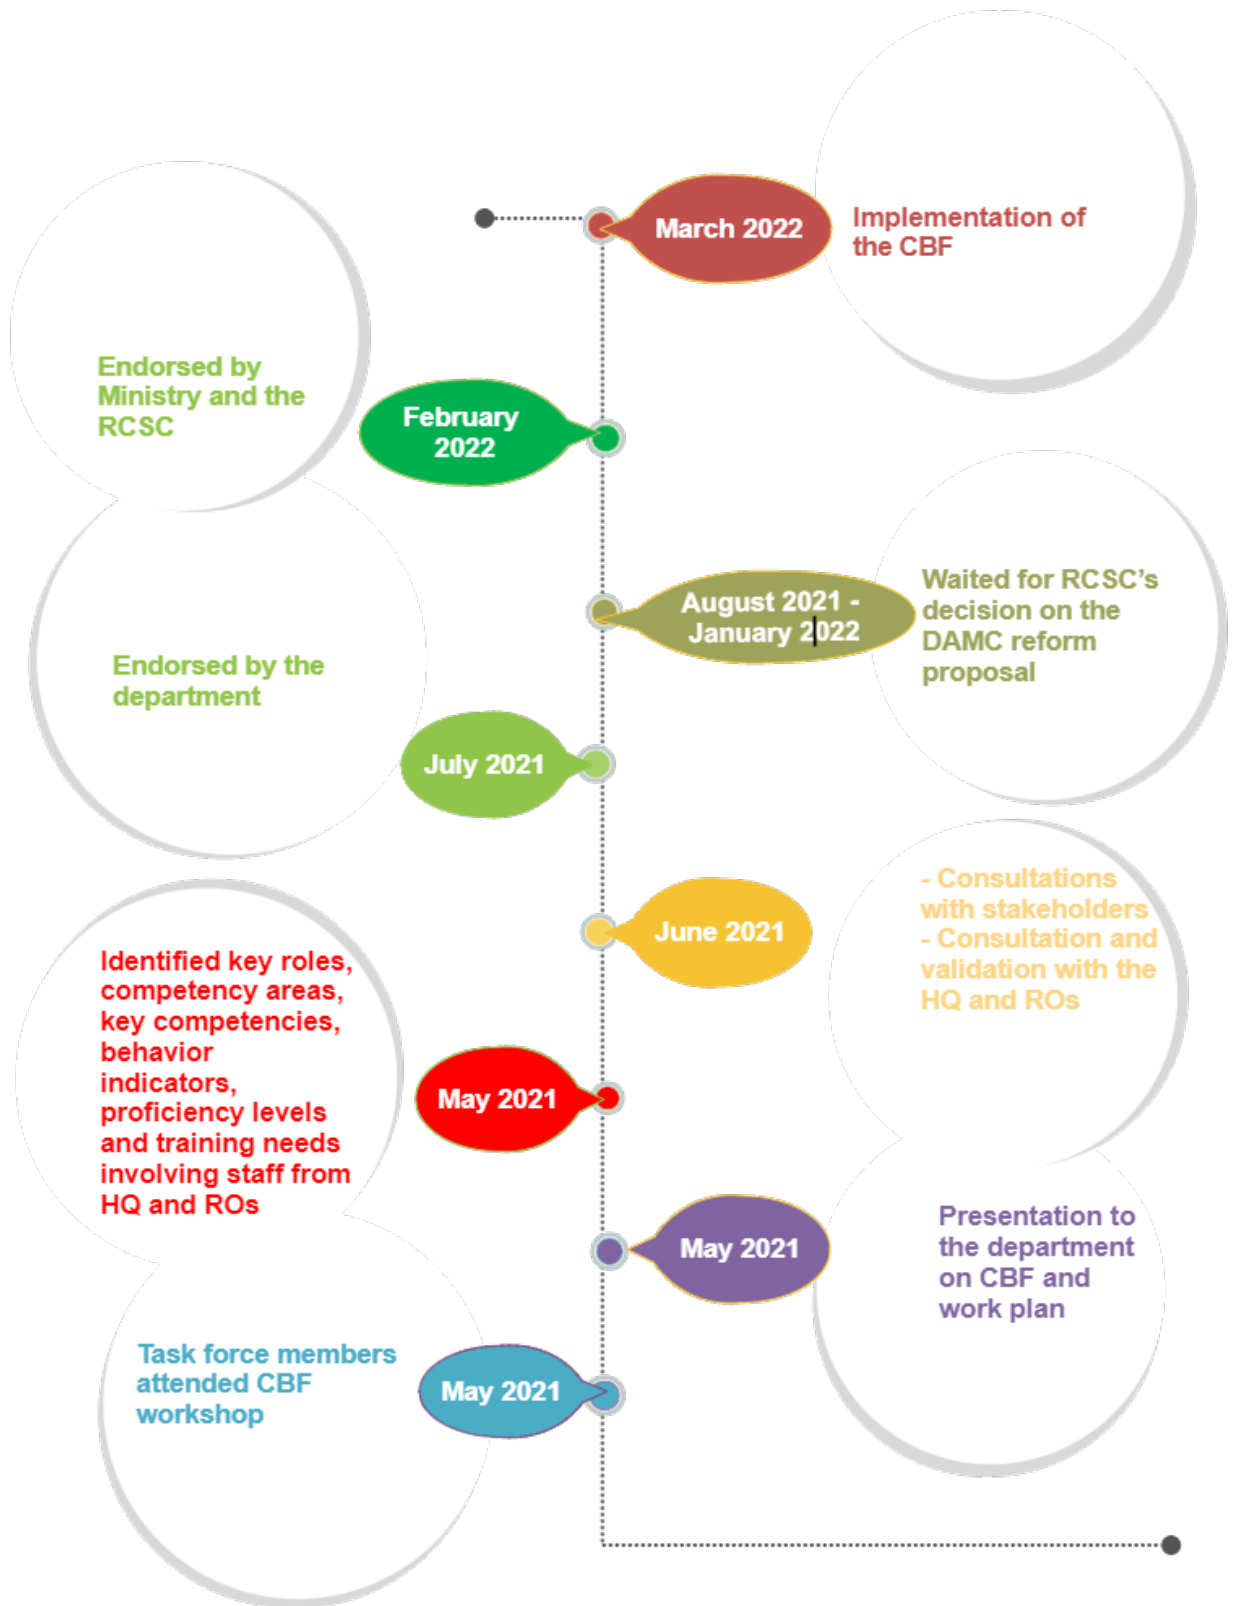 March 2022
Implementation of
the CBF
Endorsed by
Ministry and the
RCSC
February
2022
August 2021 -
January 2022
Waited for RCSC’s
decision on the
DAMC reform
proposal
Endorsed by the
department
July 2021
June 2021
- Consultations
with stakeholders
- Consultation and
validation with the
HQ and ROs
Identified key roles,
competency areas,
key competencies,
behavior
indicators,
proficiency levels
and training needs
involving staff from
HQ and ROs
May 2021
May 2021
Presentation to
the department
on CBF and
work plan
Task force members
attended CBF
workshop
May 2021